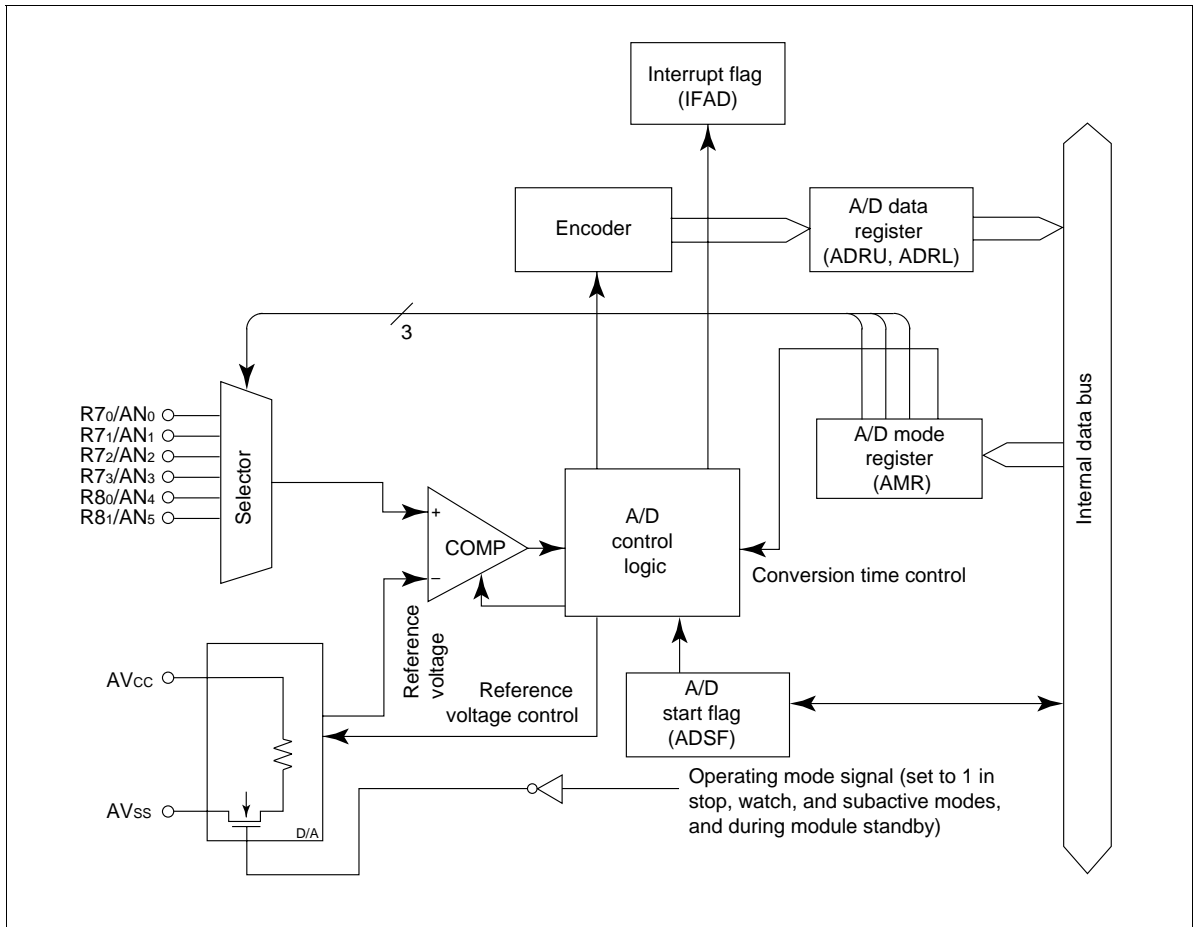 Interrupt flag
(IFAD)
Encoder
A/D data
register
(ADRU, ADRL)
3
R7₀/AN₀
R7₁/AN₁
R7₂/AN₂
R7₃/AN₃
R8₀/AN₄
R8₁/AN₅
Selector
A/D mode
register
(AMR)
Internal data bus
+
COMP
–
A/D
control
logic
Conversion time control
Reference
voltage
AVCC
Reference
voltage control
A/D
start flag
(ADSF)
AVSS
D/A
Operating mode signal (set to 1 in
stop, watch, and subactive modes,
and during module standby)